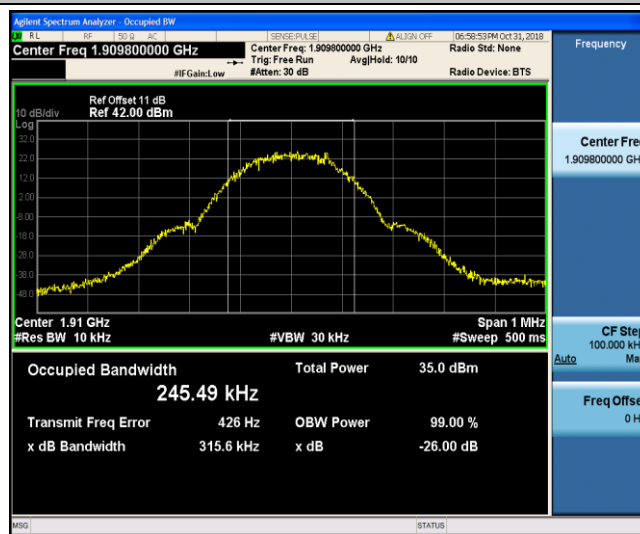 Agilent Spectrum Analyzer - Occupied BW
RL RF 50 Ω AC SENSE:PULSE ALIGN OFF 06:58:53 PM Oct 31, 2018
Center Freq 1.909800000 GHz Center Freq: 1.909800000 GHz Radio Std: None
Trig: Free Run Avg|Hold: 10/10
#IFGain:Low #Atten: 30 dB Radio Device: BTS
Frequency
Ref Offset 11 dB
10 dB/div Ref 42.00 dBm
Log
32.0
22.0
12.0
2.00
-8.00
-18.0
-28.0
-38.0
-48.0
Center 1.91 GHz Span 1 MHz
#Res BW 10 kHz #VBW 30 kHz #Sweep 500 ms
Occupied Bandwidth Total Power 35.0 dBm
245.49 kHz
Transmit Freq Error 426 Hz OBW Power 99.00 %
x dB Bandwidth 315.6 kHz x dB -26.00 dB
Center Fre
1.909800000 GH
CF Step
100.000 kH
Auto Ma
Freq Offse
0 H
MSG STATUS